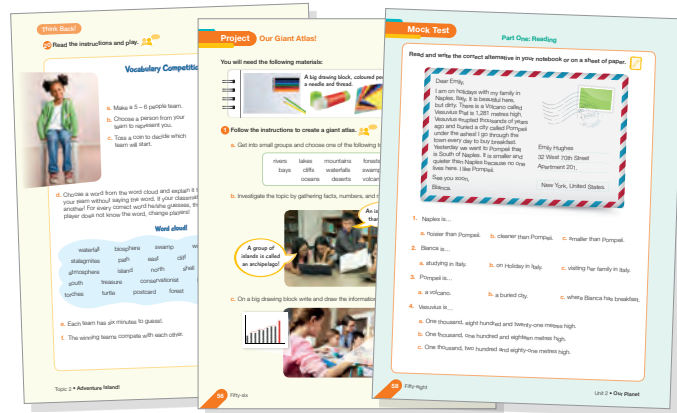 Think Back!
Read the instructions and play.
Vocabulary Competitio
a. Make a 5 – 6 people team.
b. Choose a person from your
team to represent you.
c. Toss a coin to decide which
team will start.
d. Choose a word from the word cloud and explain it
your team without saying the word. If your classmat
another! For every correct word he/she guesses,
player does not know the word, change players!
Word cloud!
waterfall biosphere swamp
stalagmites path east cliff
atmosphere island north shell
south treasure conservationist
torches turtle postcard forest
e. Each team has six minutes to guess.
f. The winning teams compete with each other.
Topic 2 • Adventure Island!
Project Our Giant Atlas!
You will need the following materials:
A big drawing block, coloured pe
a needle and thread.
1 Follow the instructions to create a giant atlas.
a. Get into small groups and choose one of the following t
rivers lakes mountains forests
bays cliffs waterfalls swamp
oceans deserts volcan
b. Investigate the topic by gathering facts, numbers, and
An is
tha
A group of
islands is called
an archipelago!
c. On a big drawing block write and draw the information
56 Fifty-six
Mock Test
Part One: Reading
Read and write the correct alternative in your notebook or on a sheet of paper.
Dear Emily,
I am on holidays with my family in
Naples, Italy. It is beautiful here,
but dirty. There is a Volcano called
Vesuvius that is 1,281 metres high.
Vesuvius erupted thousands of years
ago and buried a city called Pompeii
under the ashes! I go through the
town every day to buy breakfast.
Yesterday we went to Pompeii that
is South of Naples. It is smaller and
quieter than Naples because no one
lives here. I like Pompeii.
See you soon,
Bianca.
Emily Hughes
32 West 70th Street
Apartment 201.
New York, United States
1. Naples is...
a. noisier than Pompeii. b. cleaner than Pompeii. c. smaller than Pompeii.
2. Bianca is...
a. studying in Italy. b. on Holiday in Italy. c. visiting her family in Italy.
3. Pompeii is...
a. a volcano. b. a buried city. c. where Bianca has breakfast.
4. Vesuvius is...
a. One thousand, eight hundred and twenty-one metres high.
b. One thousand, one hundred and eighteen metres high.
c. One thousand, two hundred and eighty-one metres high.
58 Fifty-eight
Unit 2 • Our Planet